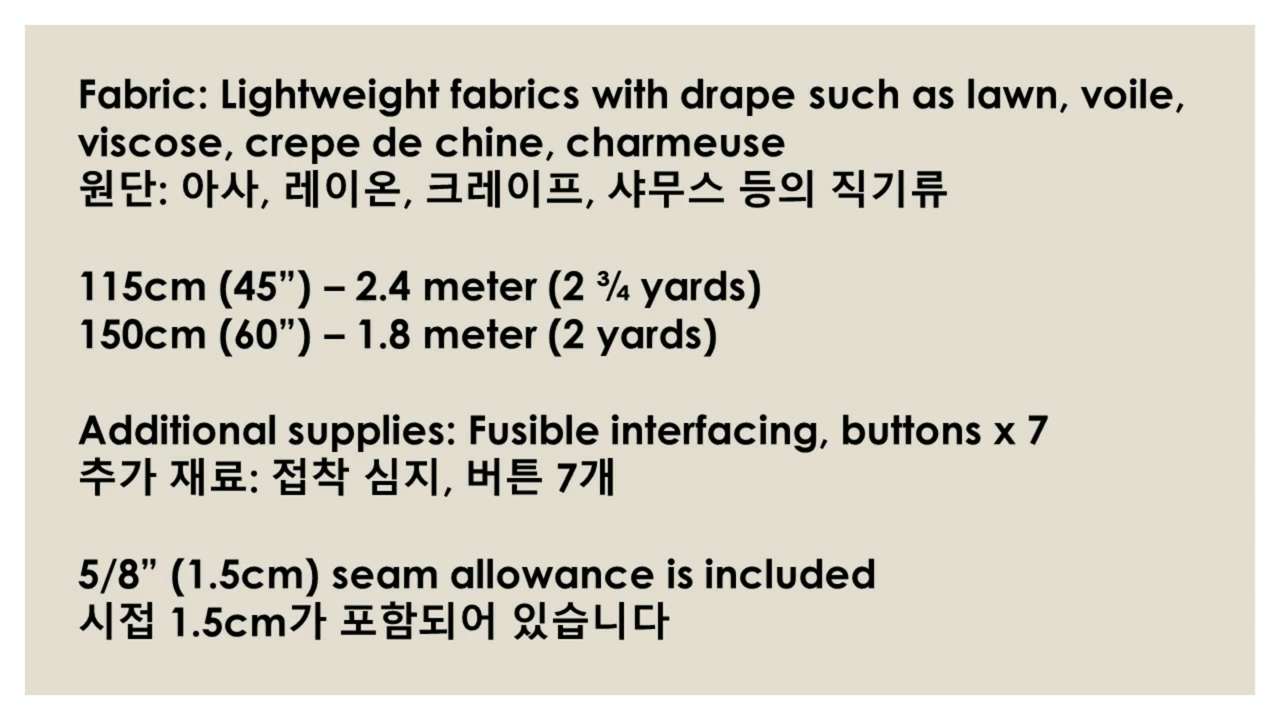 Fabric: Lightweight fabrics with drape such as lawn, voile,
viscose, crepe de chine, charmeuse
원단: 아사, 레이온, 크레이프, 샤무스 등의 직기류
115cm (45”) – 2.4 meter (2 ¾ yards)
150cm (60”) – 1.8 meter (2 yards)
Additional supplies: Fusible interfacing, buttons x 7
추가 재료: 접착 심지, 버튼 7개
5/8” (1.5cm) seam allowance is included
시접 1.5cm가 포함되어 있습니다